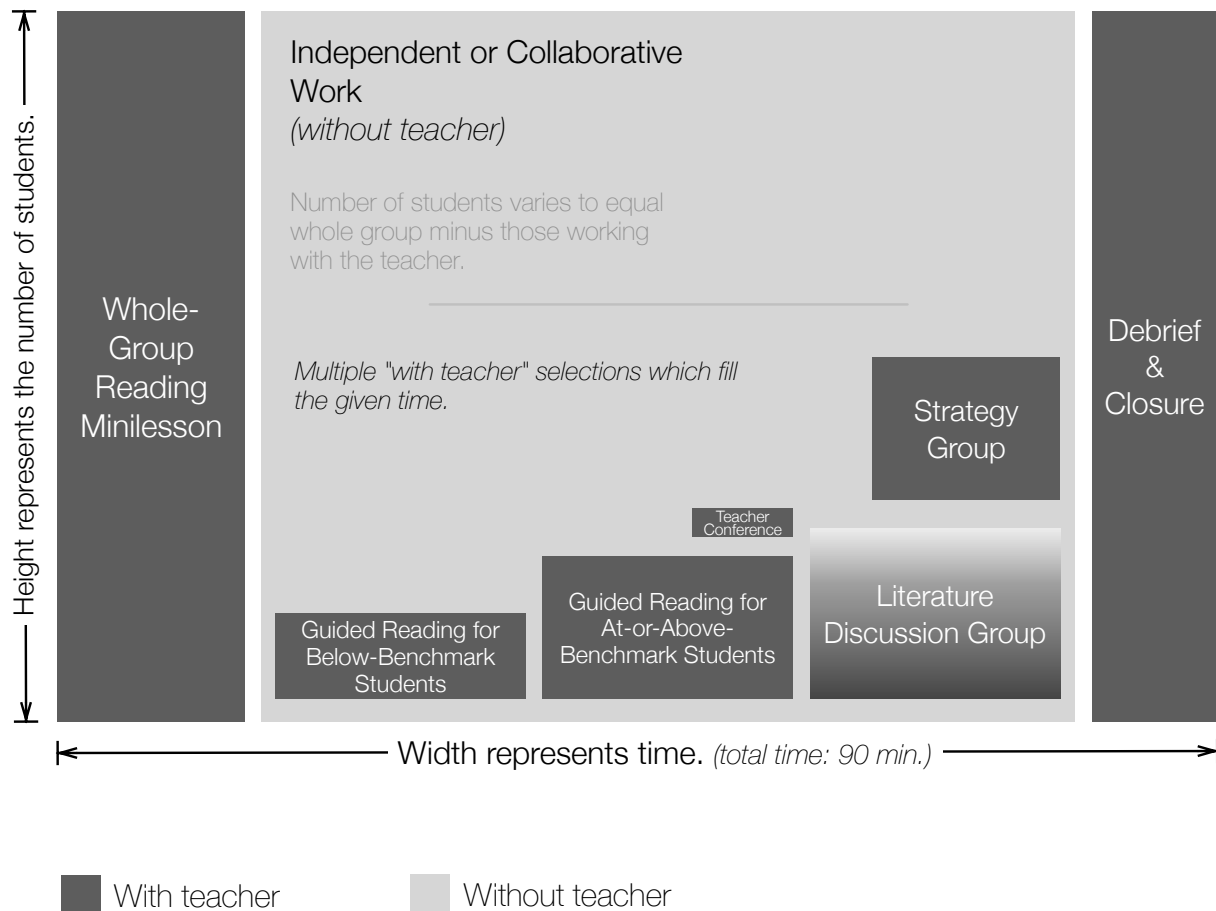 Height represents the number of students.
Whole-
Group
Reading
Minilesson
Independent or Collaborative
Work
(without teacher)
Number of students varies to equal
whole group minus those working
with the teacher.
Multiple "with teacher" selections which fill
the given time.
Strategy
Group
Teacher
Conference
Guided Reading for
Below-Benchmark
Students
Guided Reading for
At-or-Above-
Benchmark Students
Literature
Discussion Group
Debrief
&
Closure
Width represents time. (total time: 90 min.)
With teacher
Without teacher